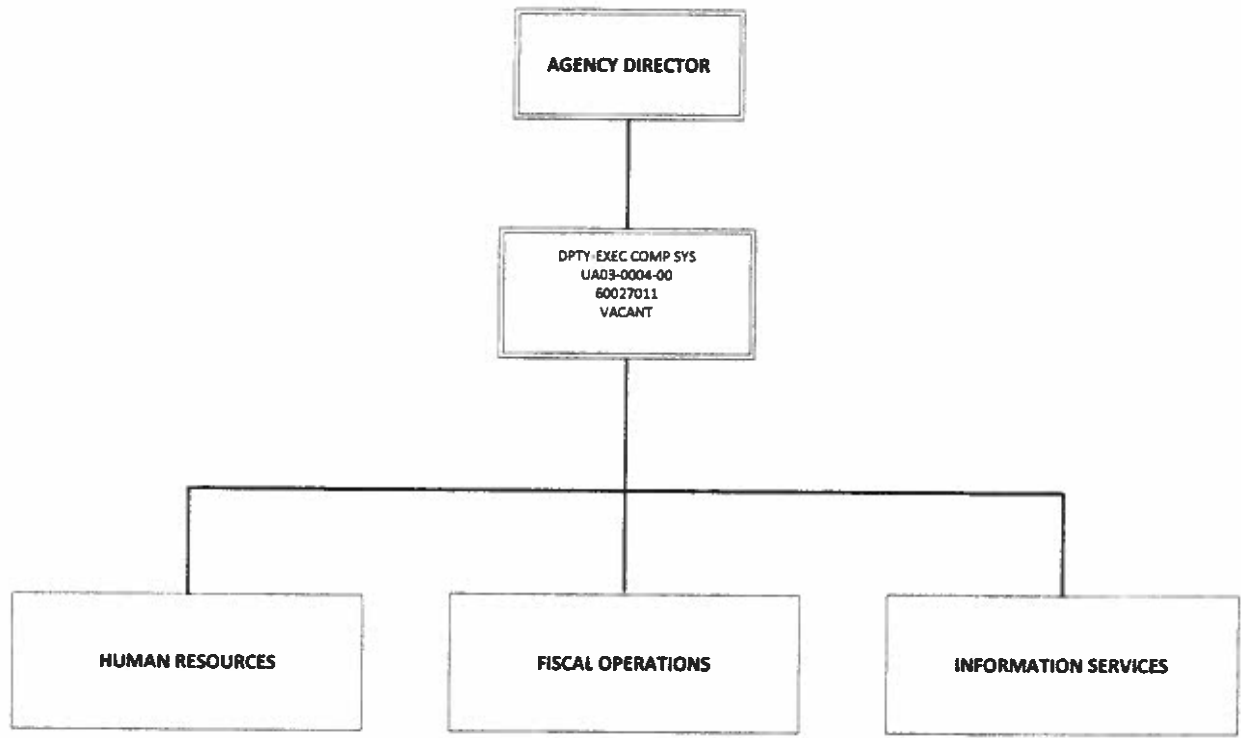 AGENCY DIRECTOR
DPTY-EXEC COMP SYS
UA03-0004-00
60027011
VACANT
HUMAN RESOURCES
FISCAL OPERATIONS
INFORMATION SERVICES